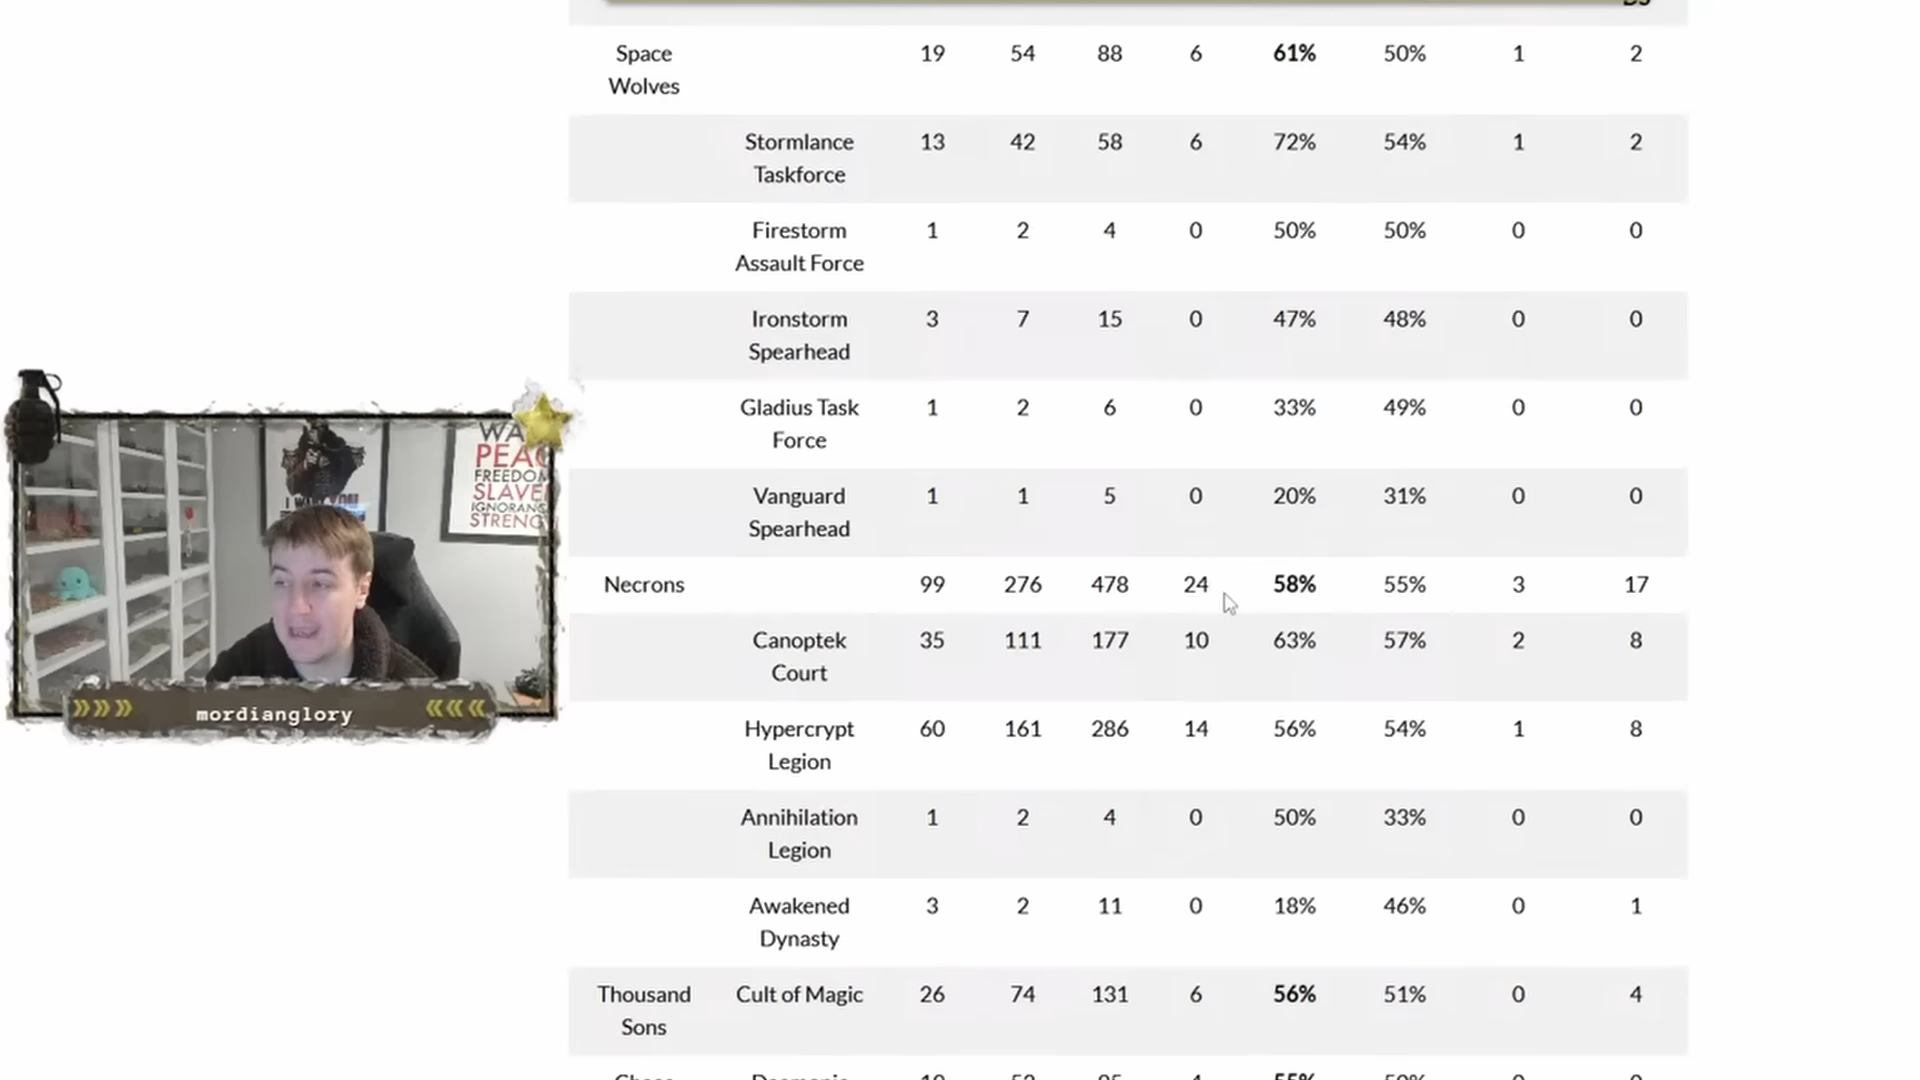 Space 19 54 88 6 61% 50% 1 2
Wolves
Stormlance 13 42 58 6 72% 54% 1 2
Taskforce
Firestorm 1 2 4 0 50% 50% 0 0
Assault Force
Ironstorm 3 7 15 0 47% 48% 0 0
Spearhead
Gladius Task 1 2 6 0 33% 49% 0 0
Force
Vanguard 1 1 5 0 20% 31% 0 0
Spearhead
Necrons 99 276 478 24 58% 55% 3 17
Canoptek 35 111 177 10 63% 57% 2 8
Court
Hypercrypt 60 161 286 14 56% 54% 1 8
Legion
Annihilation 1 2 4 0 50% 33% 0 0
Legion
Awakened 3 2 11 0 18% 46% 0 1
Dynasty
Thousand Cult of Magic 26 74 131 6 56% 51% 0 4
Sons
FREEDOM
mordianglory